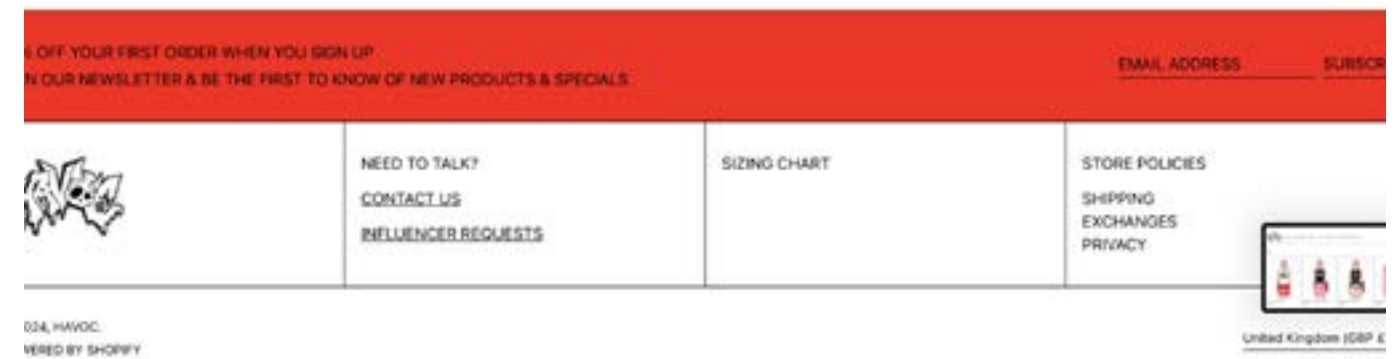 % OFF YOUR FIRST ORDER WHEN YOU SIGN UP
N OUR NEWSLETTER & BE THE FIRST TO KNOW OF NEW PRODUCTS & SPECIALS
EMAIL ADDRESS
SUBSCR
NEED TO TALK?
CONTACT US
INFLUENCER REQUESTS
SIZING CHART
STORE POLICIES
SHIPPING
EXCHANGES
PRIVACY
024, HAVOC.
WERED BY SHOPIFY
United Kingdom (GBP £